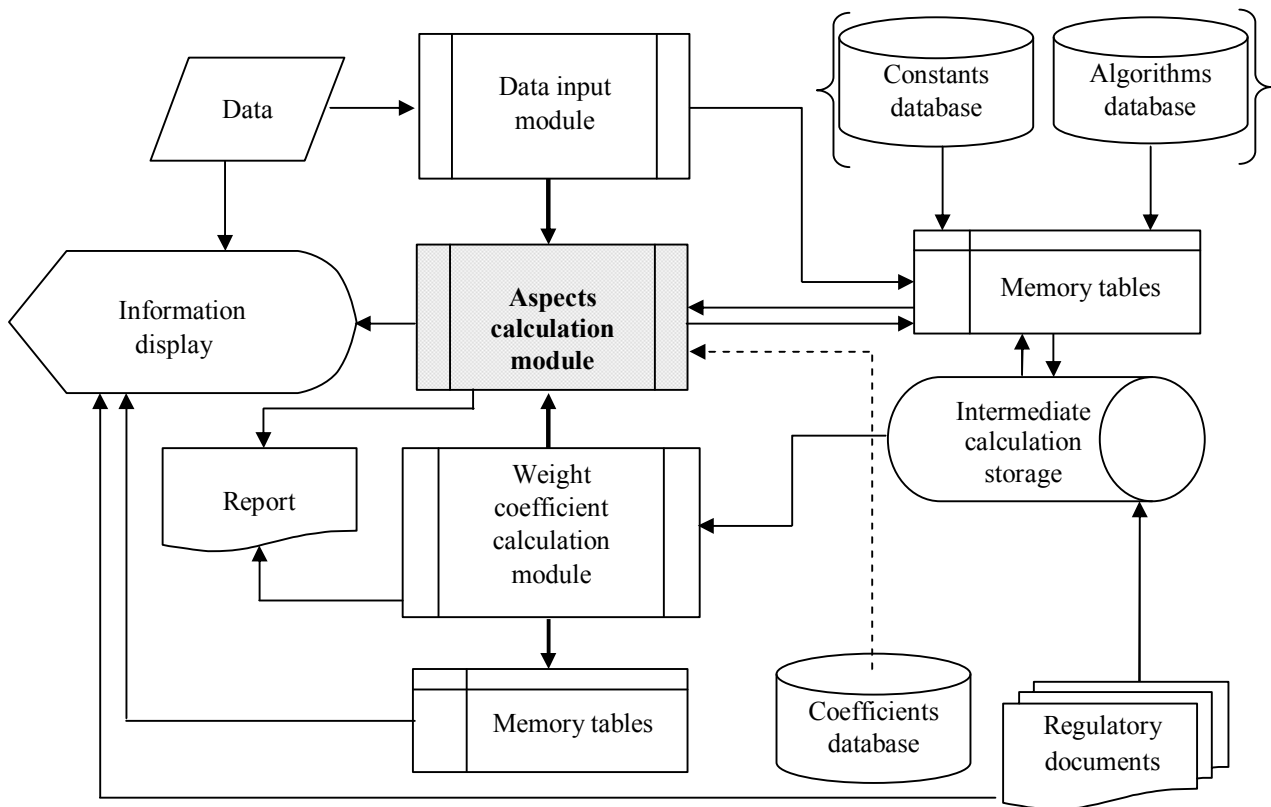 Data
Data input
module
Constants
database
Algorithms
database
Information
display
Aspects
calculation
module
Memory tables
Report
Weight
coefficient
calculation
module
Intermediate
calculation
storage
Memory tables
Coefficients
database
Regulatory
documents